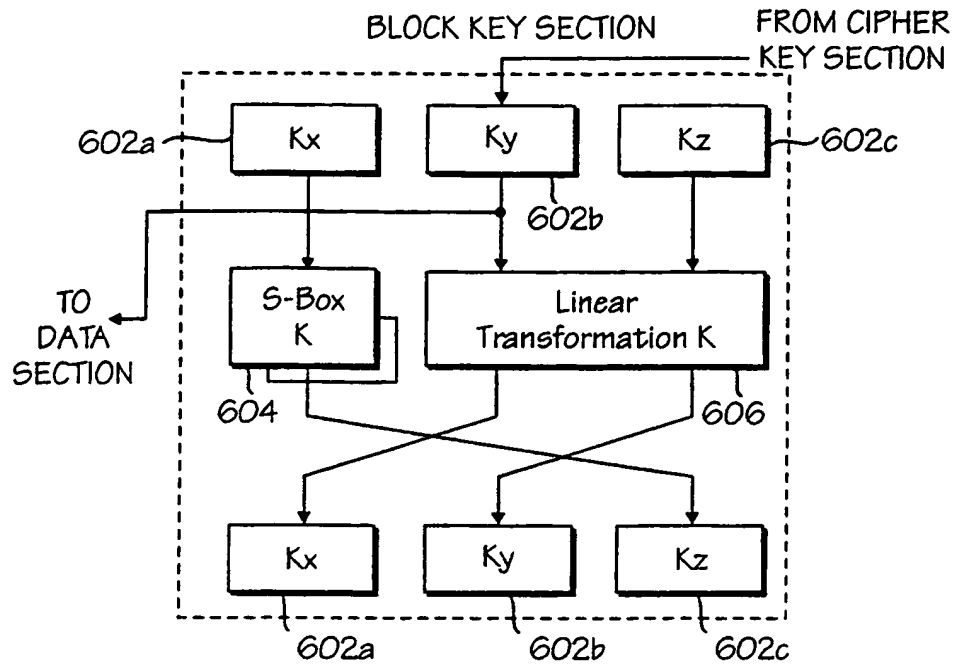 BLOCK KEY SECTION
FROM CIPHER
KEY SECTION
602a
Kx
Ky
Kz
602c
602b
TO
DATA
SECTION
S-Box
K
Linear
Transformation K
604
606
Kx
Ky
Kz
602a
602b
602c